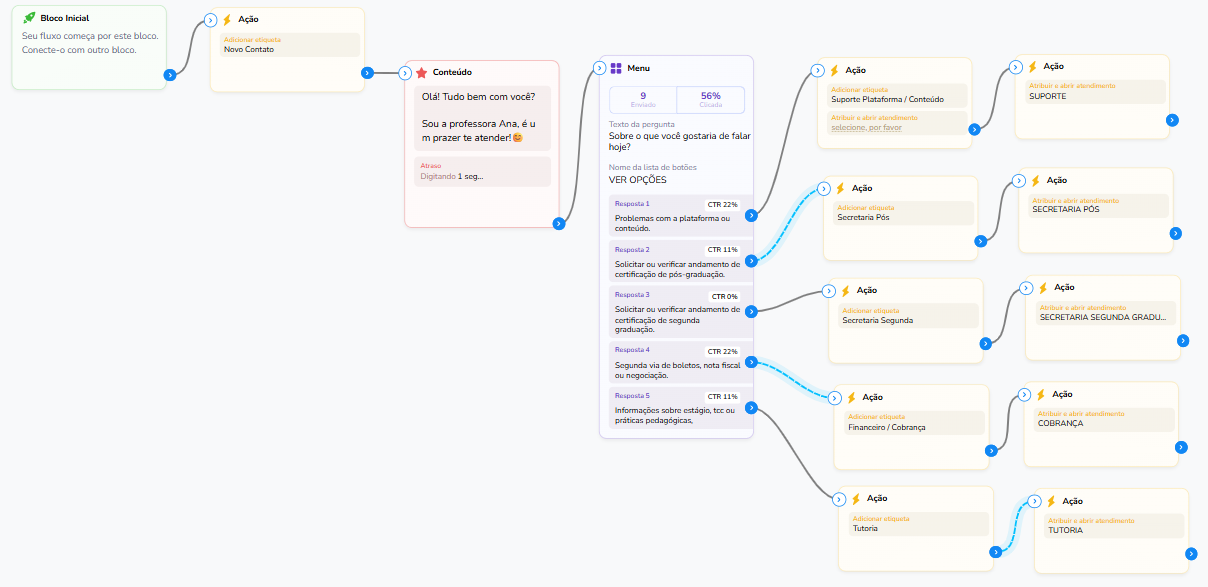 Bloco Inicial
Seu fluxo começa por este bloco.
Conecte-o com outro bloco.
Ação
Adicionar etiqueta
Novo Contato
Conteúdo
Olá! Tudo bem com você?
Sou a professora Ana, é u
m prazer te atender!😊
Atraso
Digitando 1 seg...
Menu
9
Enviado
56%
Clicada
Texto da pergunta
Sobre o que você gostaria de falar
hoje?
Nome da lista de botões
VER OPÇÕES
Resposta 1
CTR 22%
Problemas com a plataforma ou
conteúdo.
Resposta 2
CTR 11%
Solicitar ou verificar andamento de
certificação de pós-graduação.
Resposta 3
CTR 0%
Solicitar ou verificar andamento de
certificação de segunda
graduação.
Resposta 4
CTR 22%
Segunda via de boletos, nota fiscal
ou negociação.
Resposta 5
CTR 11%
Informações sobre estágio, tcc ou
práticas pedagógicas,
Ação
Adicionar etiqueta
Suporte Plataforma / Conteúdo
Atribuir e abrir atendimento
selecione, por favor
Ação
Atribuir e abrir atendimento
SUPORTE
Ação
Adicionar etiqueta
Secretaria Pós
Ação
Atribuir e abrir atendimento
SECRETARIA PÓS
Ação
Adicionar etiqueta
Secretaria Segunda
Ação
Atribuir e abrir atendimento
SECRETARIA SEGUNDA GRADU...
Ação
Adicionar etiqueta
Financeiro / Cobrança
Ação
Atribuir e abrir atendimento
COBRANÇA
Ação
Adicionar etiqueta
Tutoria
Ação
Atribuir e abrir atendimento
TUTORIA